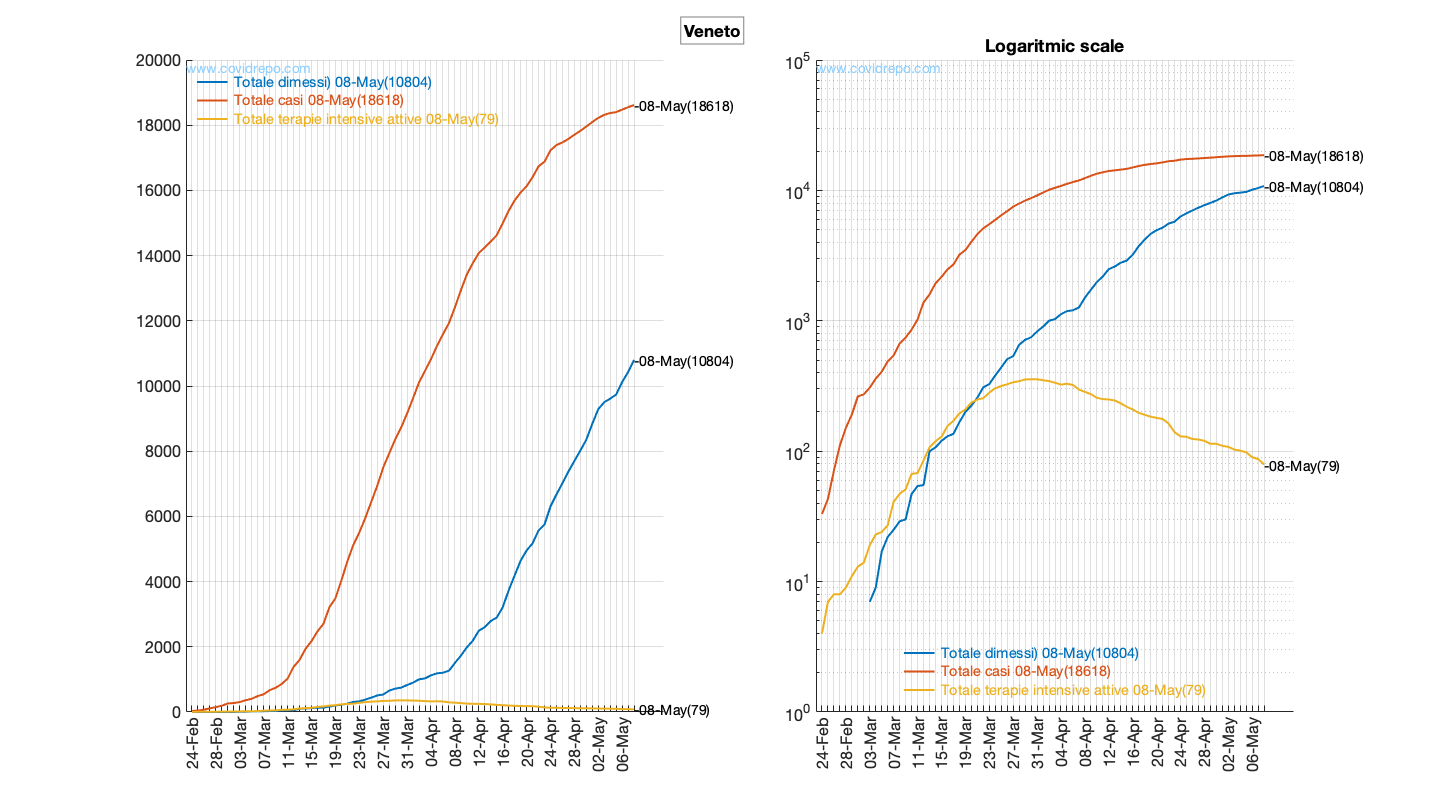 Veneto
20000
18000
16000
14000
12000
10000
8000
6000
4000
2000
0
www.covidrepo.com
Totale dimessi) 08-May(10804)
Totale casi 08-May(18618)
Totale terapie intensive attive 08-May(79)
-08-May(18618)
-08-May(10804)
-08-May(79)
24-Feb
28-Feb
03-Mar
07-Mar
11-Mar
15-Mar
19-Mar
23-Mar
27-Mar
31-Mar
04-Apr
08-Apr
12-Apr
16-Apr
20-Apr
24-Apr
28-Apr
02-May
06-May
Logaritmic scale
10^5
10^4
10^3
10^2
10^1
10^0
www.covidrepo.com
-08-May(18618)
-08-May(10804)
-08-May(79)
Totale dimessi) 08-May(10804)
Totale casi 08-May(18618)
Totale terapie intensive attive 08-May(79)
24-Feb
28-Feb
03-Mar
07-Mar
11-Mar
15-Mar
19-Mar
23-Mar
27-Mar
31-Mar
04-Apr
08-Apr
12-Apr
16-Apr
20-Apr
24-Apr
28-Apr
02-May
06-May